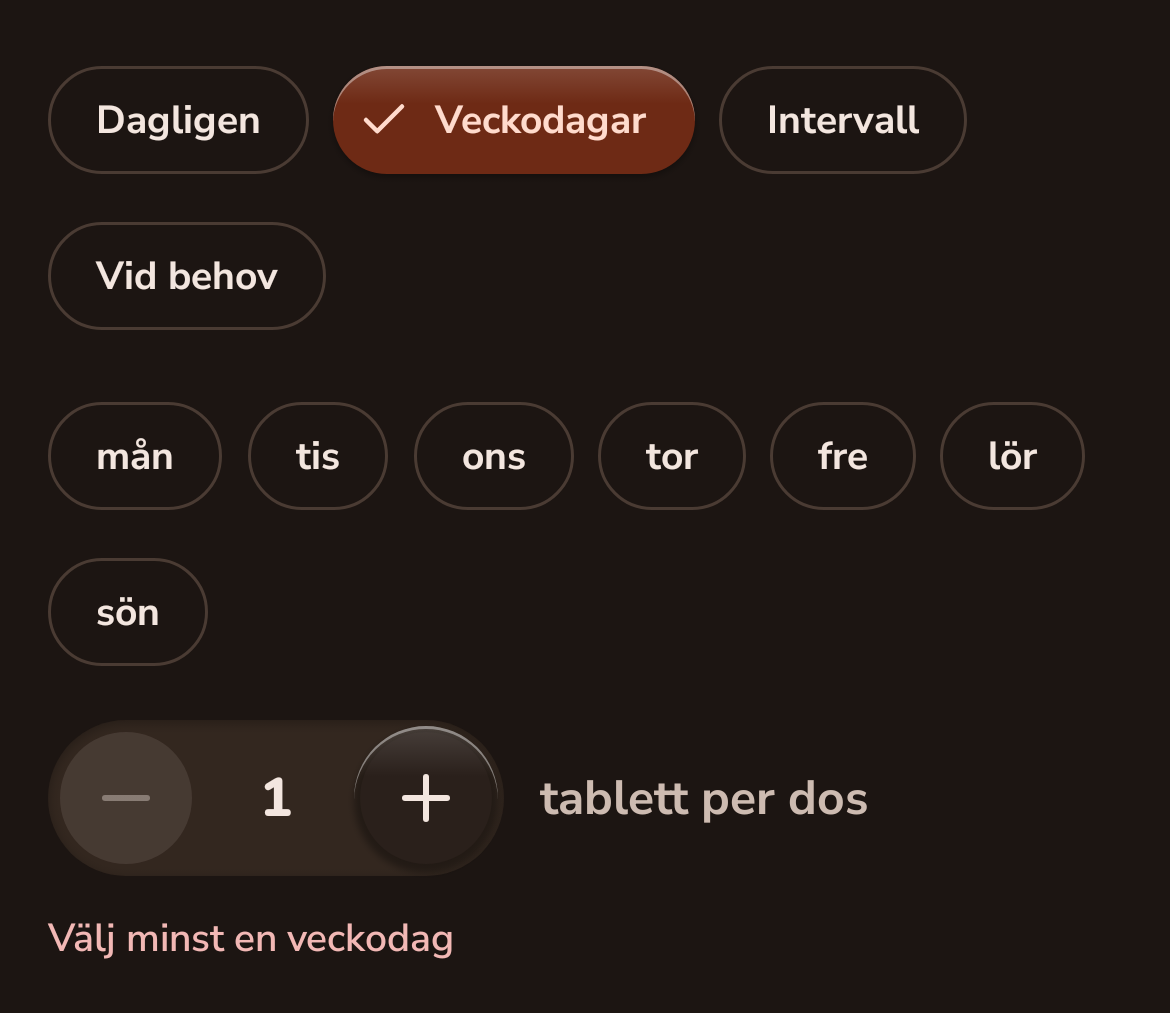 Dagligen Veckodagar Intervall
Vid behov
mån tis ons tor fre lör
sön
1 tablett per dos
Välj minst en veckodag